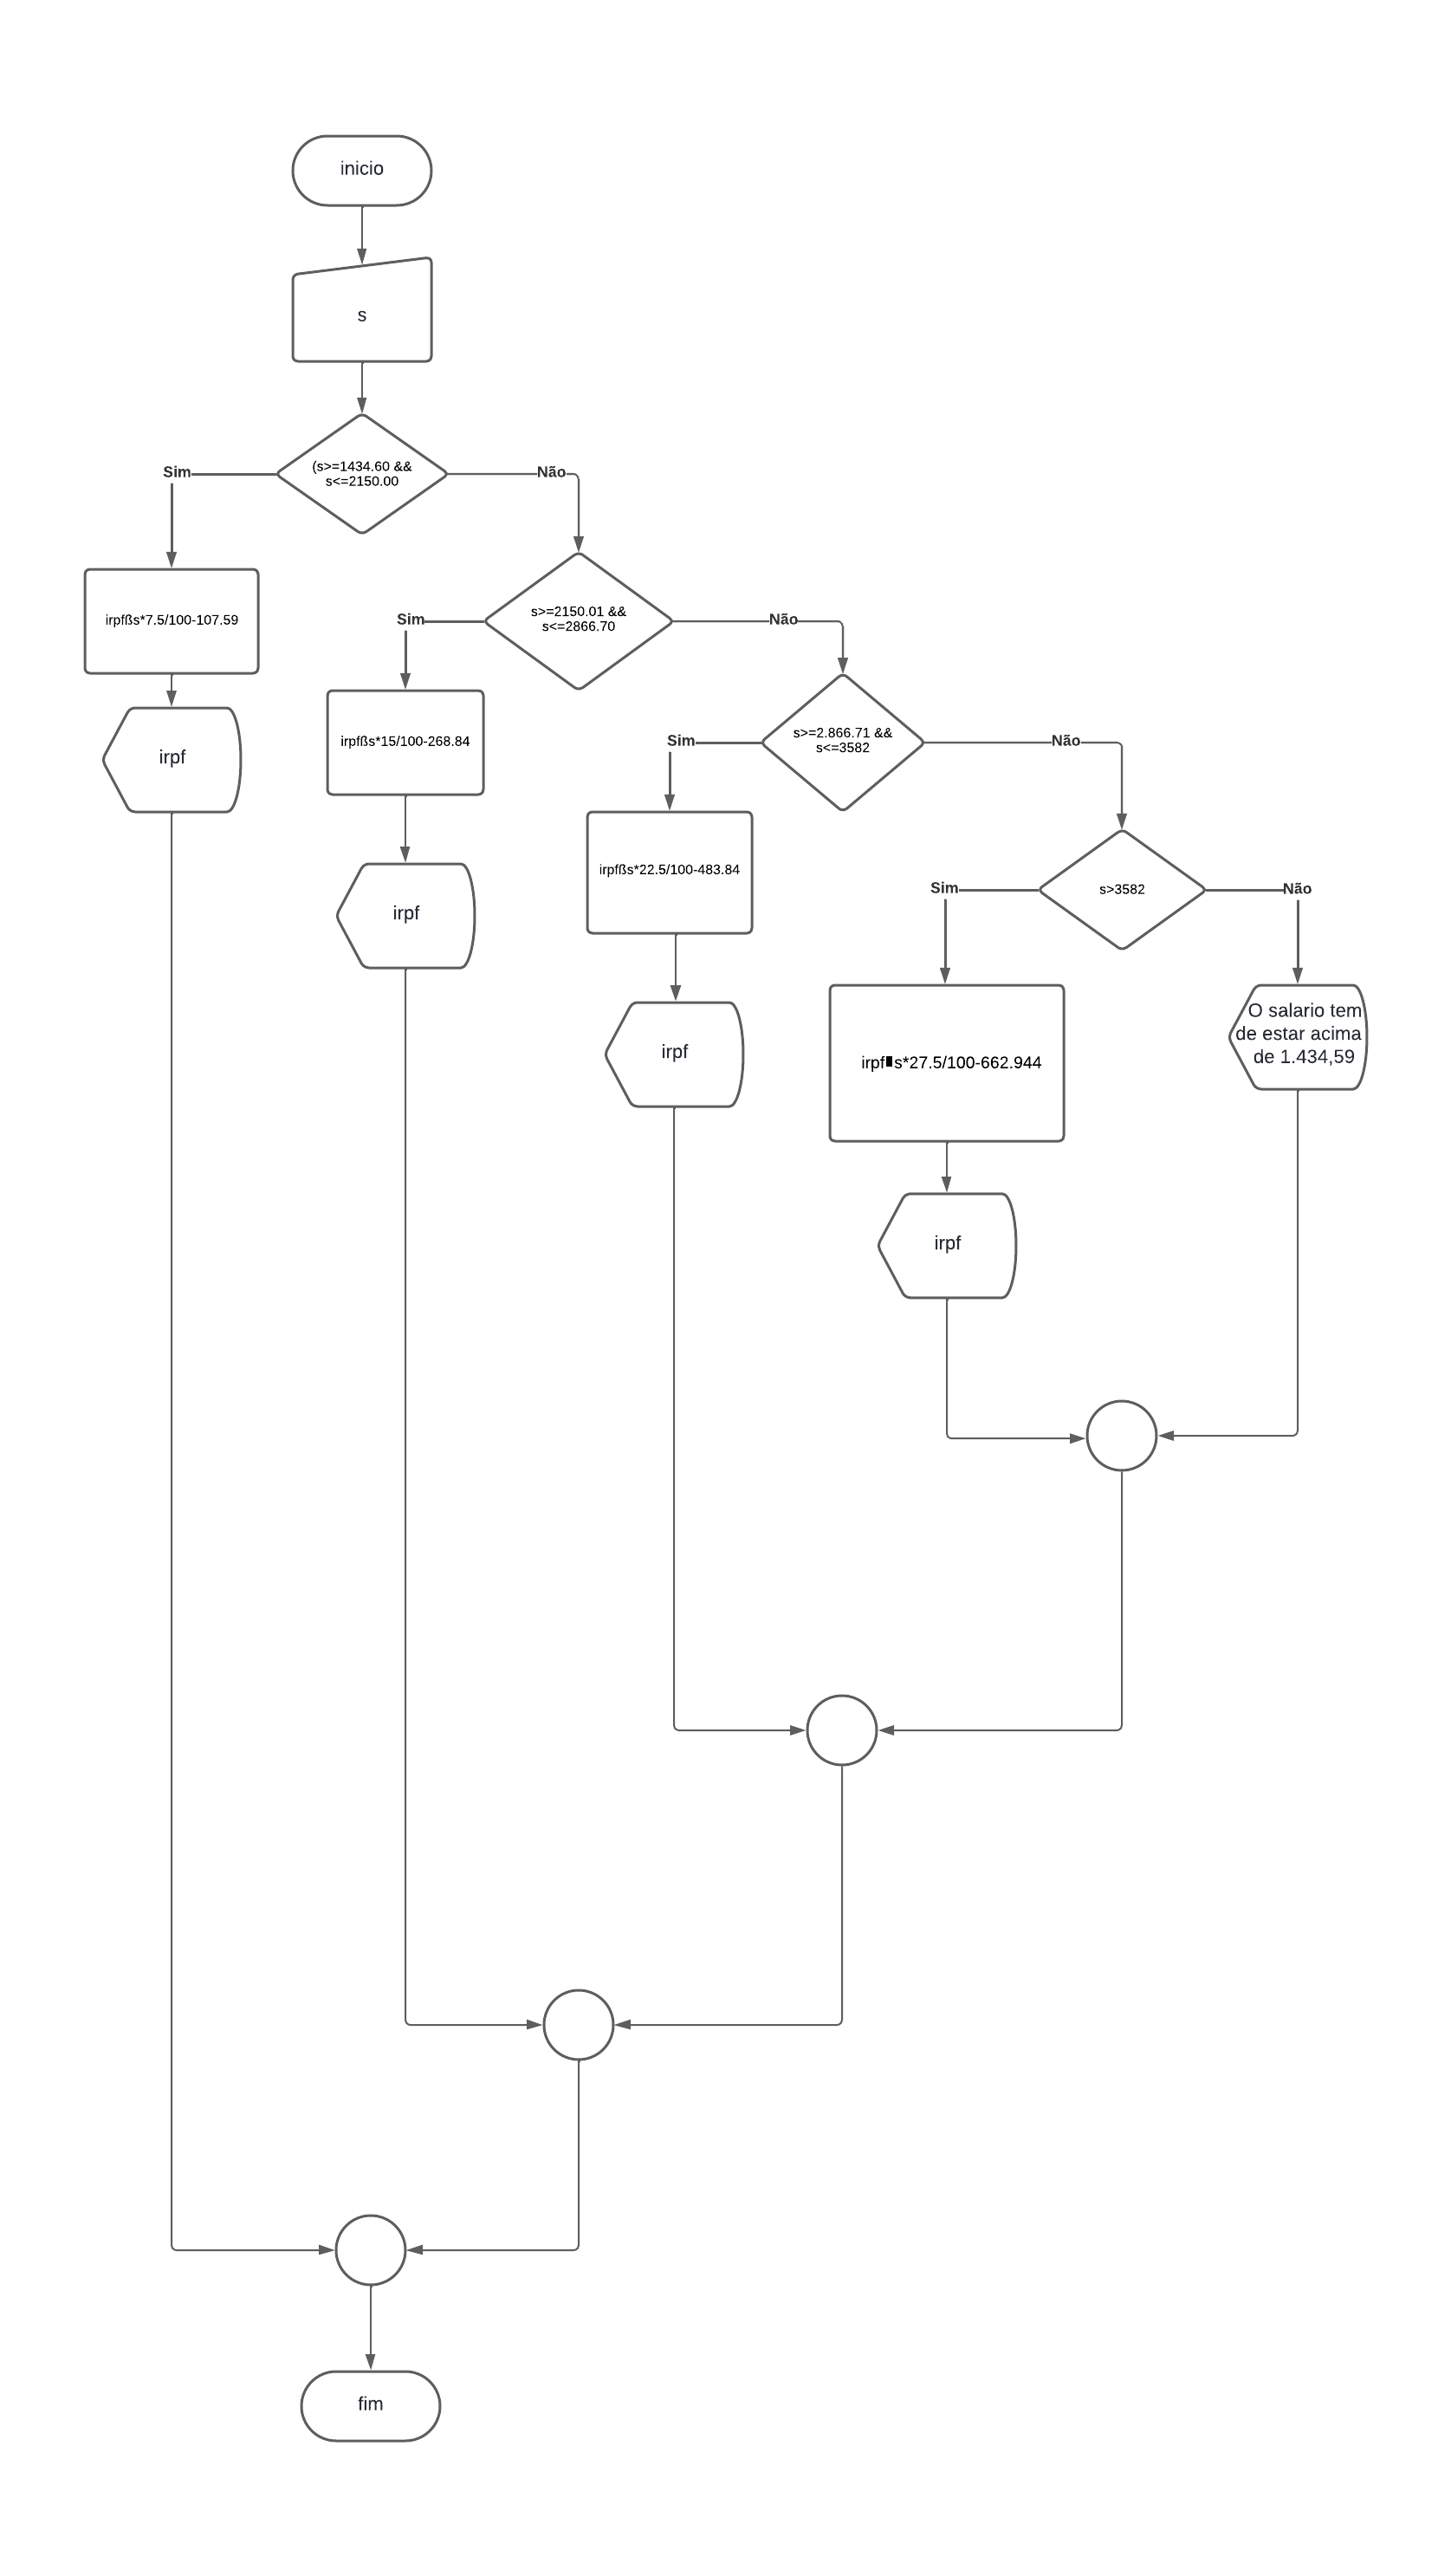 inicio
s
(s>=1434.60 &&
s<=2150.00
Sim
Não
irpfßs*7.5/100-107.59
irpf
s>=2150.01 &&
s<=2866.70
Sim
Não
irpfßs*15/100-268.84
irpf
s>=2.866.71 &&
s<=3582
Sim
Não
irpfßs*22.5/100-483.84
irpf
s>3582
Sim
Não
irpf▮s*27.5/100-662.944
irpf
O salario tem
de estar acima
de 1.434,59
fim